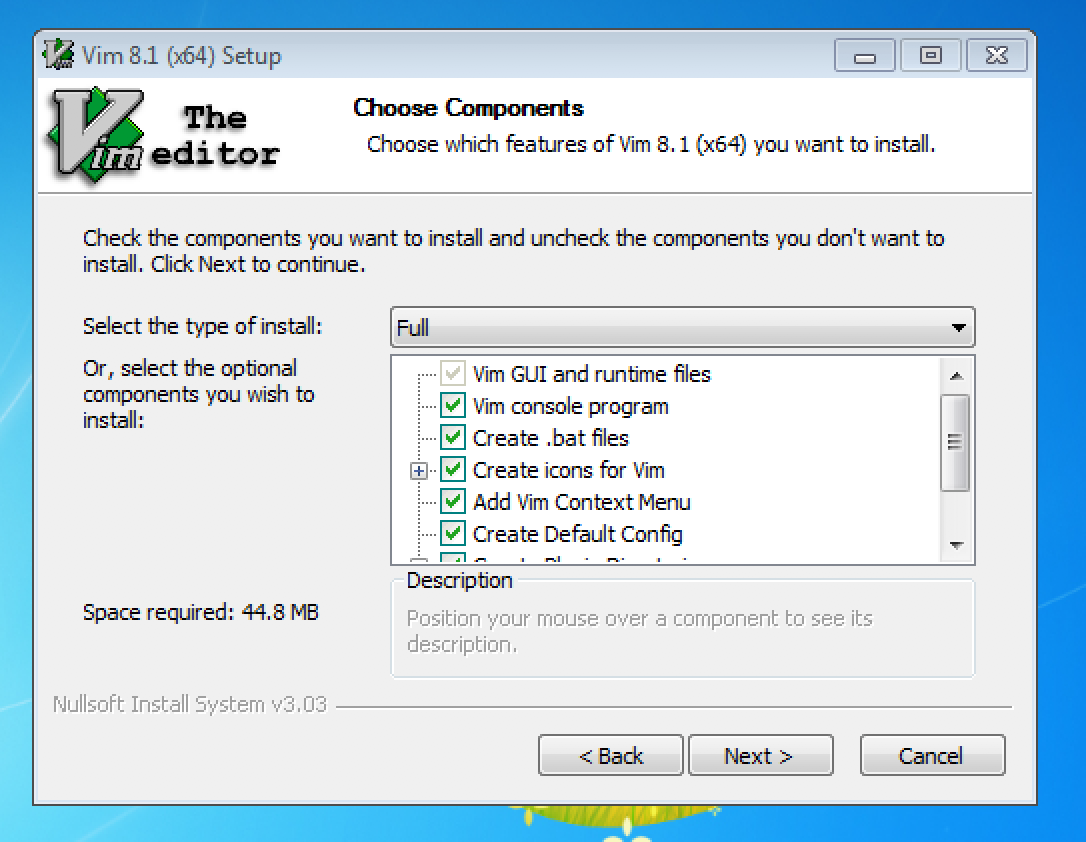 Vim 8.1 (x64) Setup
Vim
The
editor
Choose Components
Choose which features of Vim 8.1 (x64) you want to install.
Check the components you want to install and uncheck the components you don't want to
install. Click Next to continue.
Select the type of install:
Full
Or, select the optional
components you wish to
install:
Vim GUI and runtime files
Vim console program
Create .bat files
Create icons for Vim
Add Vim Context Menu
Create Default Config
Space required: 44.8 MB
Description
Position your mouse over a component to see its
description.
Nullsoft Install System v3.03
< Back
Next >
Cancel